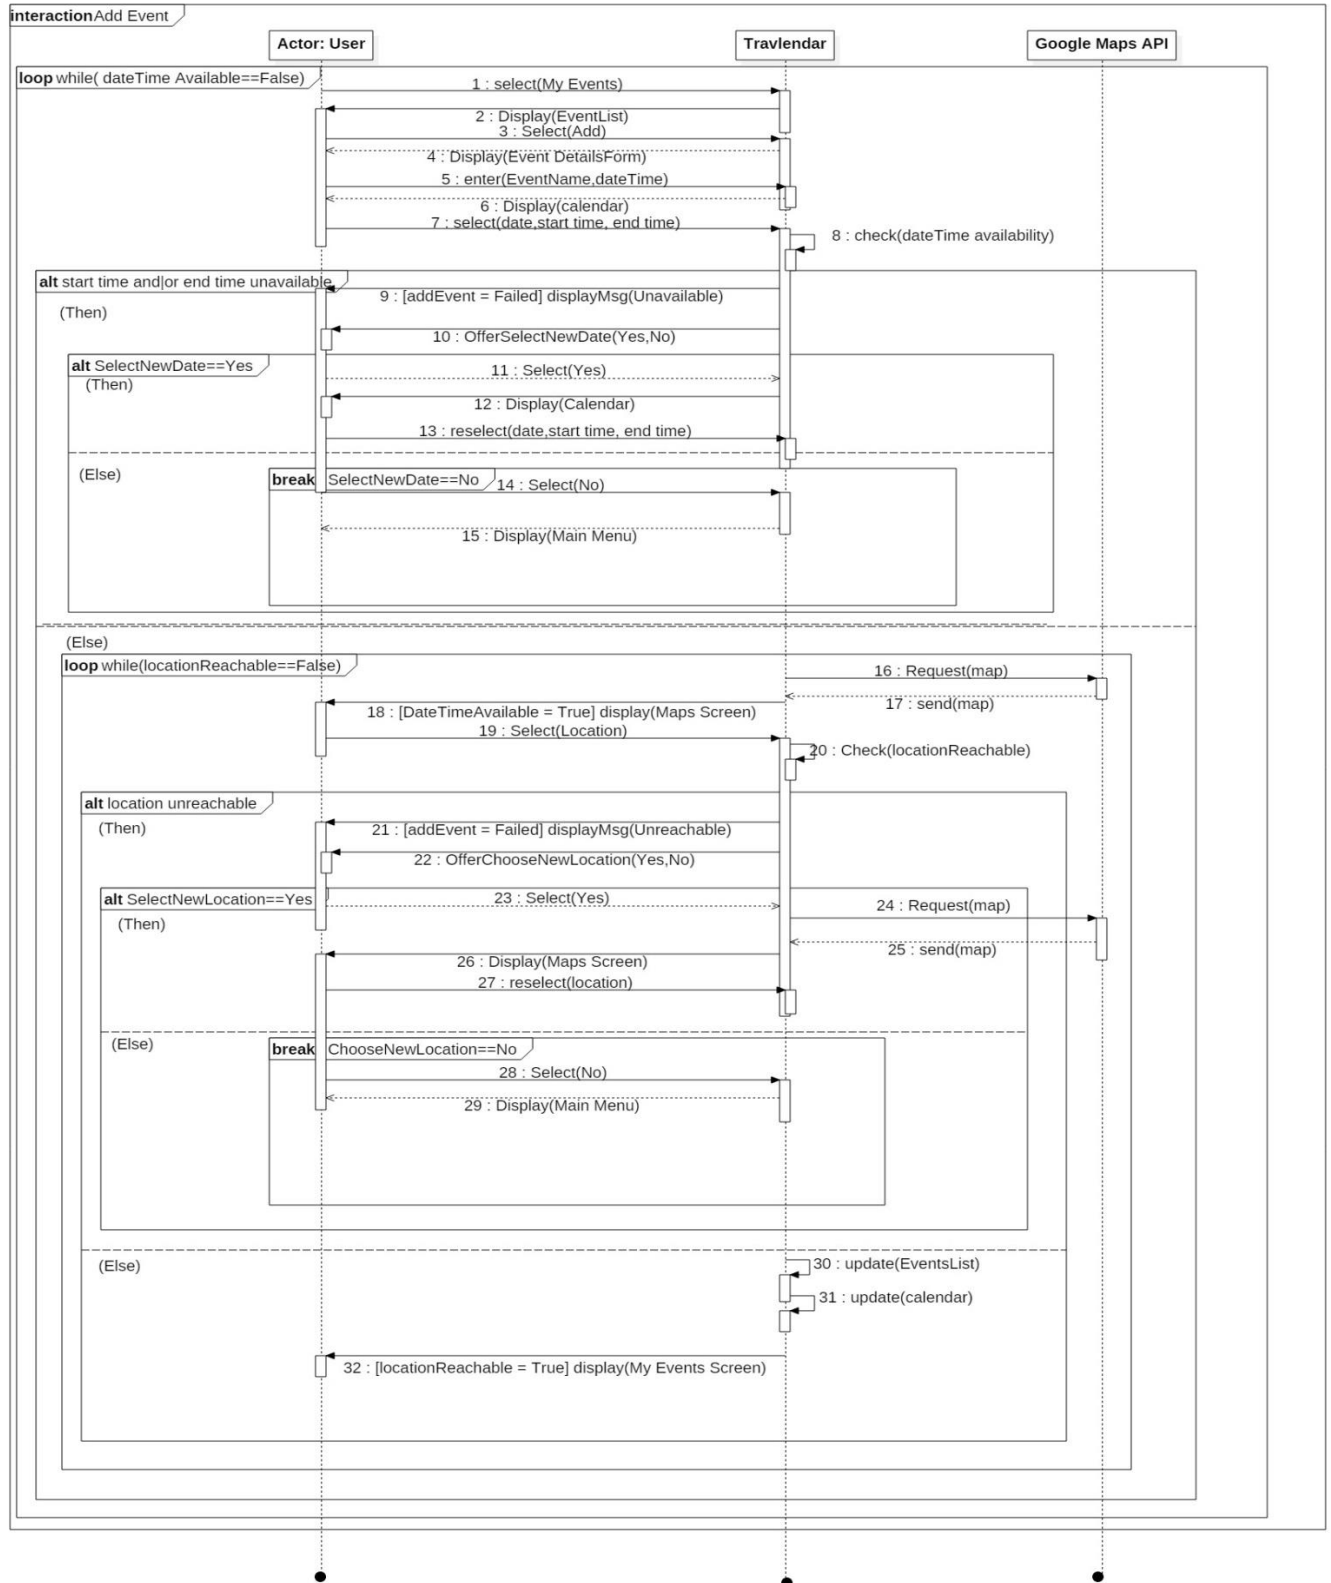 interactionAdd Event
Actor: User
Travlendar
Google Maps API
loop while( dateTime Available==False)
1 : select(My Events)
2 : Display(EventList)
3 : Select(Add)
4 : Display(Event DetailsForm)
5 : enter(EventName,dateTime)
6 : Display(calendar)
7 : select(date,start time, end time)
8 : check(dateTime availability)
alt start time and|or end time unavailable
9 : [addEvent = Failed] displayMsg(Unavailable)
(Then)
10 : OfferSelectNewDate(Yes,No)
alt SelectNewDate==Yes
11 : Select(Yes)
(Then)
12 : Display(Calendar)
13 : reselect(date,start time, end time)
(Else)
break SelectNewDate==No
14 : Select(No)
15 : Display(Main Menu)
(Else)
loop while(locationReachable==False)
16 : Request(map)
17 : send(map)
18 : [DateTimeAvailable = True] display(Maps Screen)
19 : Select(Location)
20 : Check(locationReachable)
alt location unreachable
(Then)
21 : [addEvent = Failed] displayMsg(Unreachable)
22 : OfferChooseNewLocation(Yes,No)
alt SelectNewLocation==Yes
23 : Select(Yes)
24 : Request(map)
(Then)
25 : send(map)
26 : Display(Maps Screen)
27 : reselect(location)
(Else)
break ChooseNewLocation==No
28 : Select(No)
29 : Display(Main Menu)
(Else)
30 : update(EventsList)
31 : update(calendar)
32 : [locationReachable = True] display(My Events Screen)